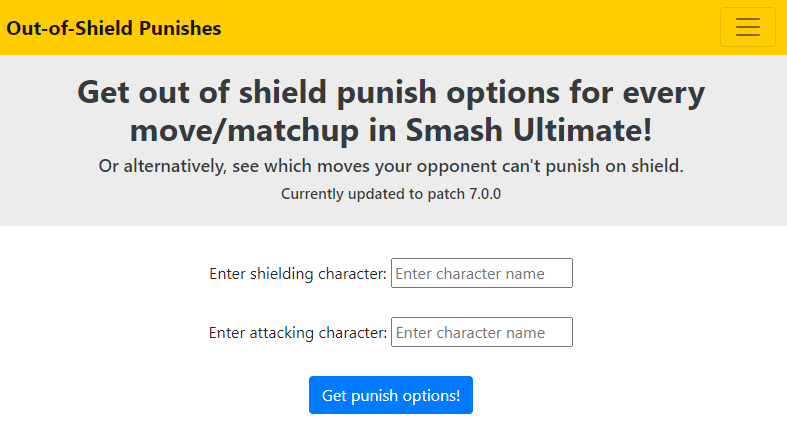 Out-of-Shield Punishes
Get out of shield punish options for every
move/matchup in Smash Ultimate!
Or alternatively, see which moves your opponent can't punish on shield.
Currently updated to patch 7.0.0
Enter shielding character: Enter character name
Enter attacking character: Enter character name
Get punish options!